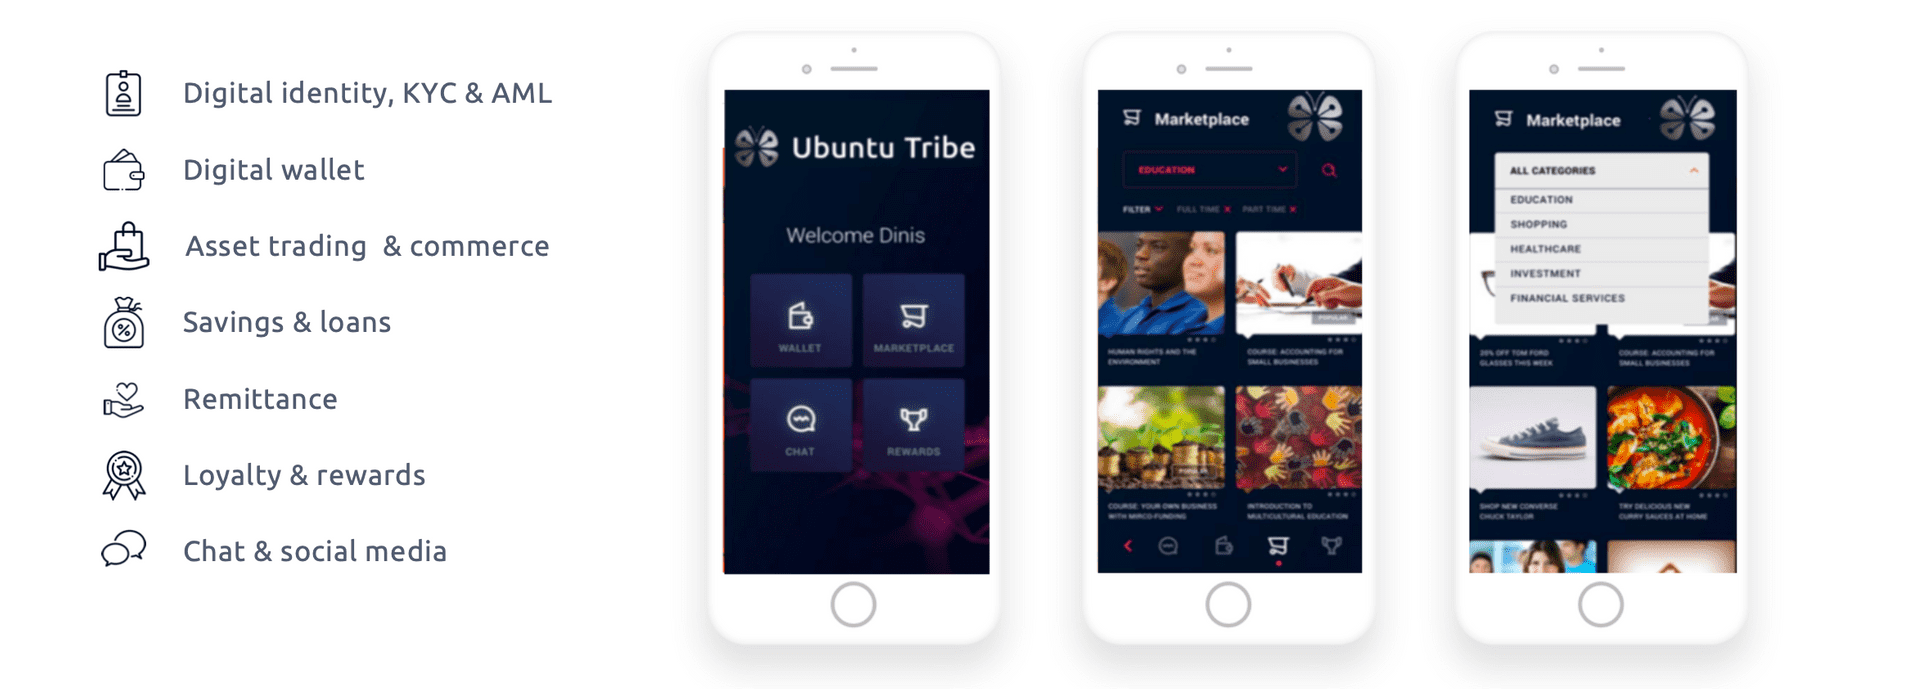 Digital identity, KYC & AML
Digital wallet
Asset trading & commerce
Savings & loans
Remittance
Loyalty & rewards
Chat & social media
Ubuntu Tribe
Welcome Dinis
WALLET
MARKETPLACE
CHAT
REWARDS
Marketplace
EDUCATION
FILTER
FULL TIME
PART TIME
POPULAR
HUMAN RIGHTS AND THE
ENVIRONMENT
COURSE: ACCOUNTING FOR
SMALL BUSINESSES
POPULAR
COURSE: YOUR OWN BUSINESS
WITH MIRCO-FUNDING
INTRODUCTION TO
MULTICULTURAL EDUCATION
Marketplace
ALL CATEGORIES
EDUCATION
SHOPPING
HEALTHCARE
INVESTMENT
FINANCIAL SERVICES
20% OFF TOM FORD
GLASSES THIS WEEK
COURSE: ACCOUNTING FOR
SMALL BUSINESSES
SHOP NEW CONVERSE
CHUCK TAYLOR
TRY DELICIOUS NEW
CURRY SAUCES AT HOME